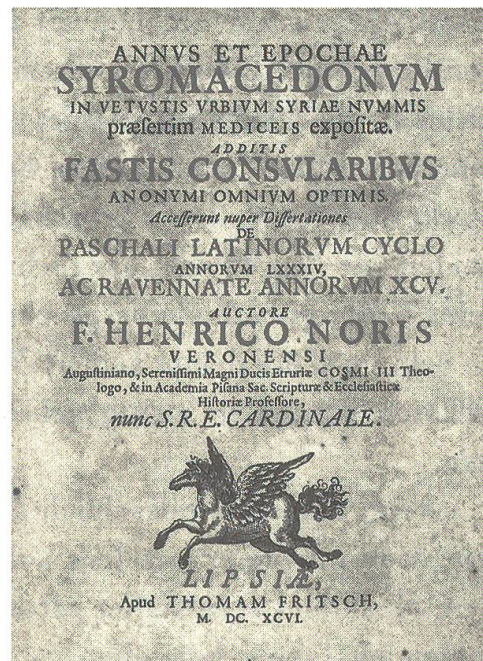 ANNVS ET EPOCHAE
SYROMACEDONVM
IN VETVSTIS VRBIVM SYRIAE NVMMIS
præſertim MEDICEIS expoſitæ.
ADDITIS
FASTIS CONSVLARIBVS
ANONYMI OMNIVM OPTIMIS.
Acceſſerunt nuper Diſſertationes
DE
PASCHALI LATINORVM CYCLO
ANNORVM LXXXIV,
AC RAVENNATE ANNORVM XCV.
AUCTORE
F. HENRICO NORIS
VERONENSI
Auguſtiniano, Sereniſſimi Magni Ducis Etruriæ COSMI III Theo-
logo, & in Academia Piſana Sac. Scripturæ & Eccleſiaſticæ
Hiſtoriæ Profeſſore,
nunc S.R.E. CARDINALE.
LIPSIÆ,
Apud THOMAM FRITSCH,
M. DC. XCVI.